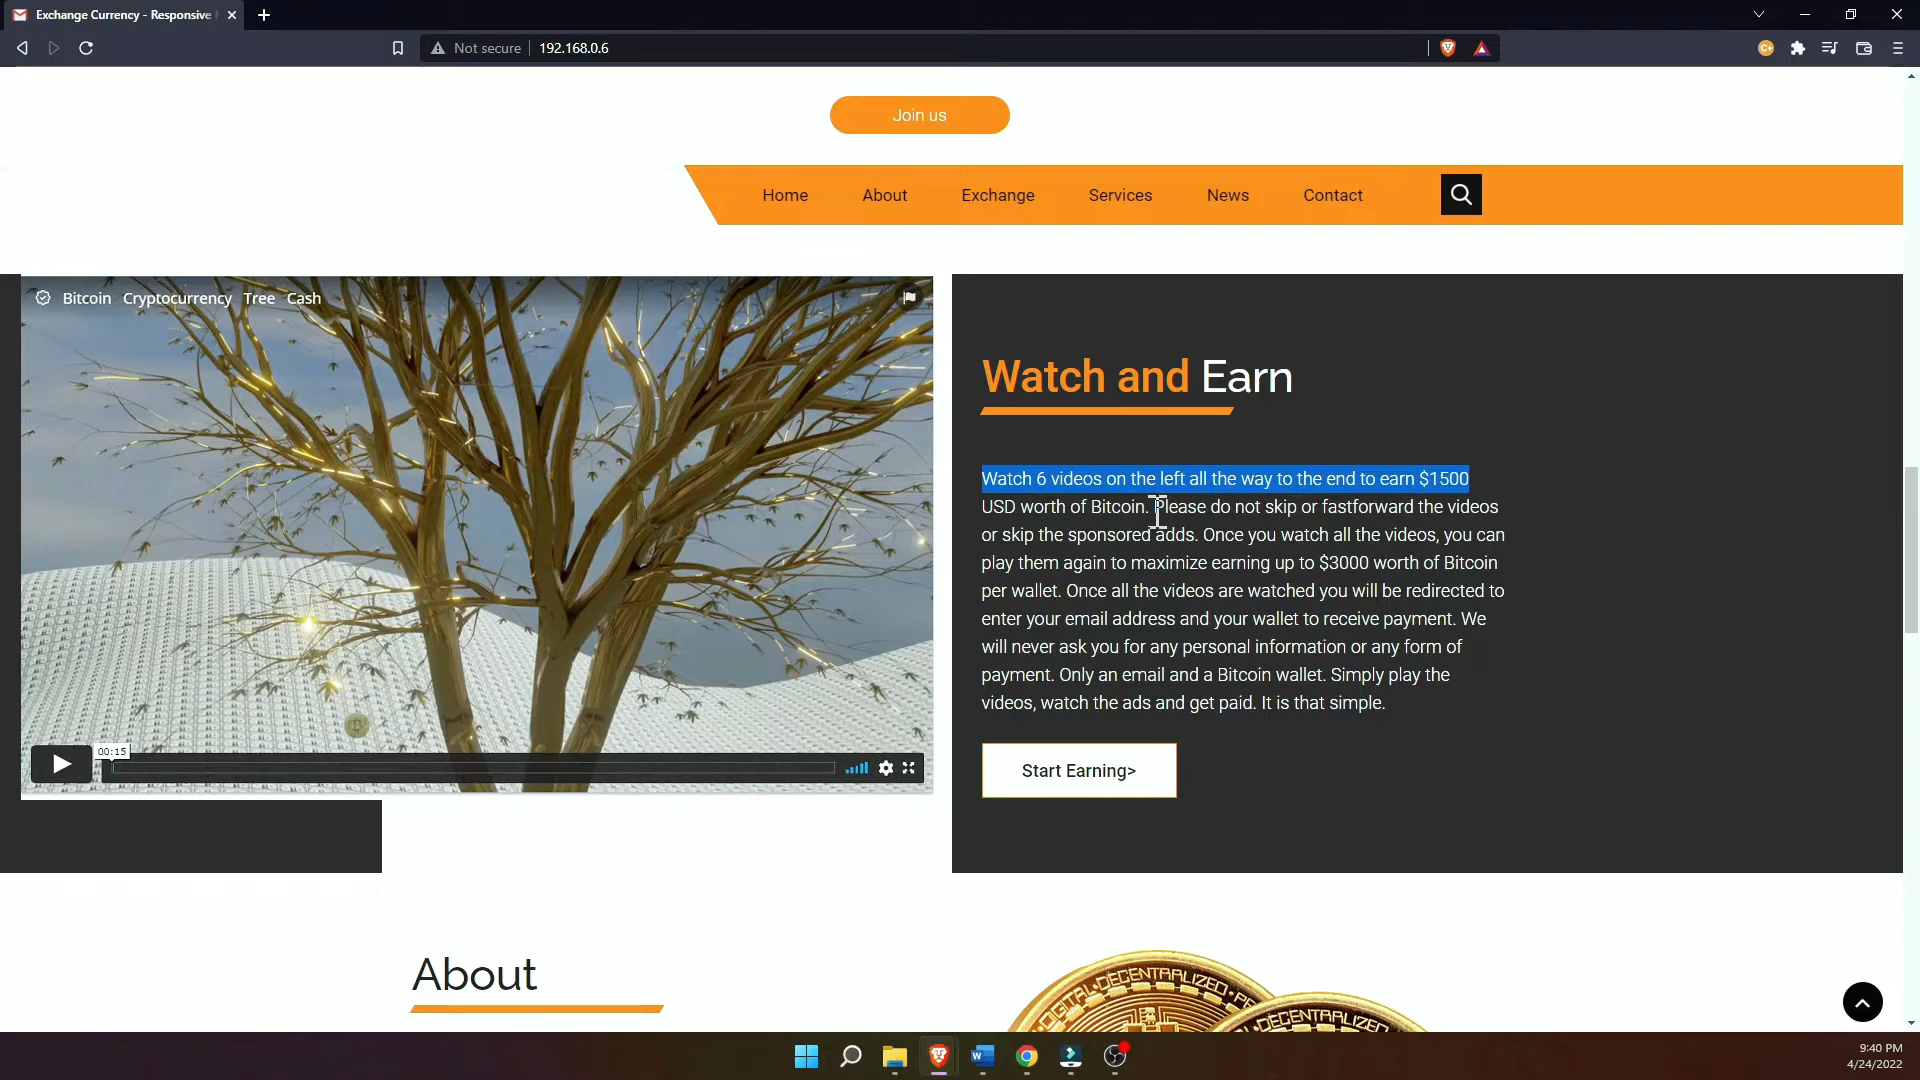 Exchange Currency - Responsive
Not secure
192.168.0.6
Join us
Home
About
Exchange
Services
News
Contact
Bitcoin Cryptocurrency Tree Cash
00:15
Watch and Earn
Watch 6 videos on the left all the way to the end to earn $1500
USD worth of Bitcoin. Please do not skip or fastforward the videos
or skip the sponsored adds. Once you watch all the videos, you can
play them again to maximize earning up to $3000 worth of Bitcoin
per wallet. Once all the videos are watched you will be redirected to
enter your email address and your wallet to receive payment. We
will never ask you for any personal information or any form of
payment. Only an email and a Bitcoin wallet. Simply play the
videos, watch the ads and get paid. It is that simple.
Start Earning>
About
DIGITAL DECENTRALIZED
DECENTRALIZED
9:40 PM
4/24/2022